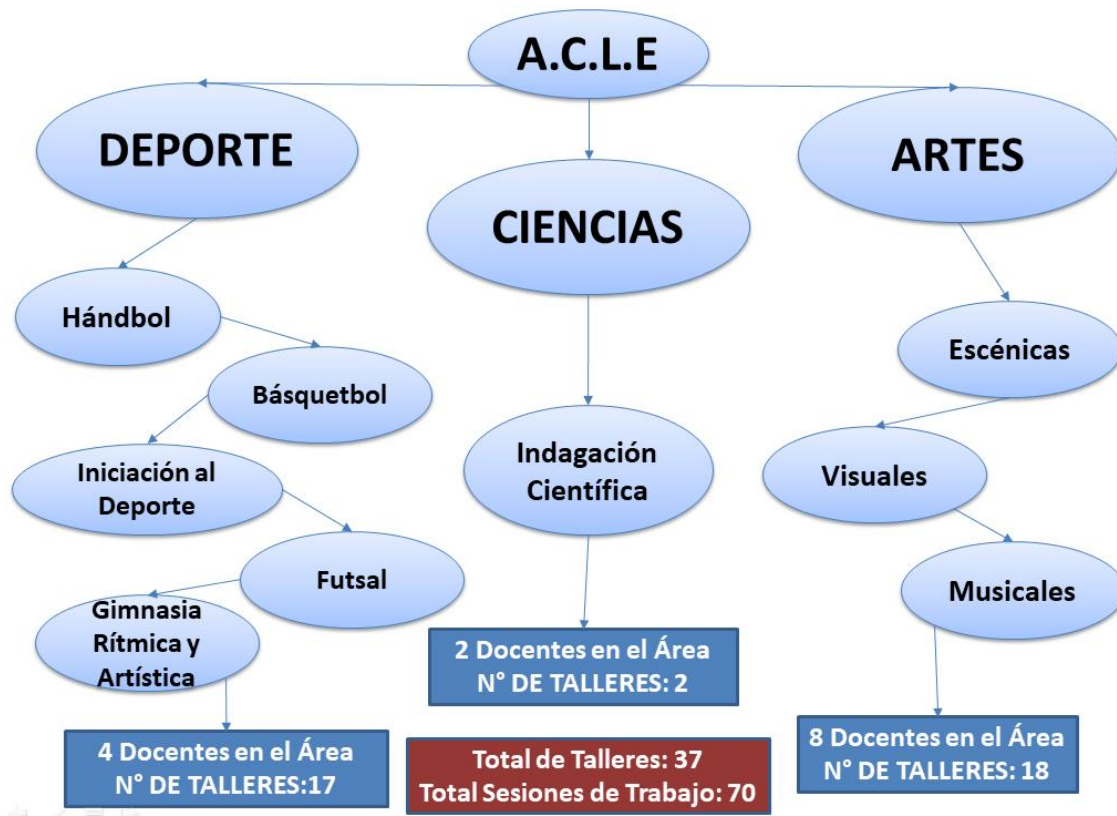 A.C.L.E
DEPORTE
CIENCIAS
ARTES
Hándbol
Básquetbol
Iniciación al
Deporte
Futsal
Gimnasia
Rítmica y
Artística
4 Docentes en el Área
N° DE TALLERES:17
Indagación
Científica
2 Docentes en el Área
N° DE TALLERES: 2
Total de Talleres: 37
Total Sesiones de Trabajo: 70
Escénicas
Visuales
Musicales
8 Docentes en el Área
N° DE TALLERES: 18